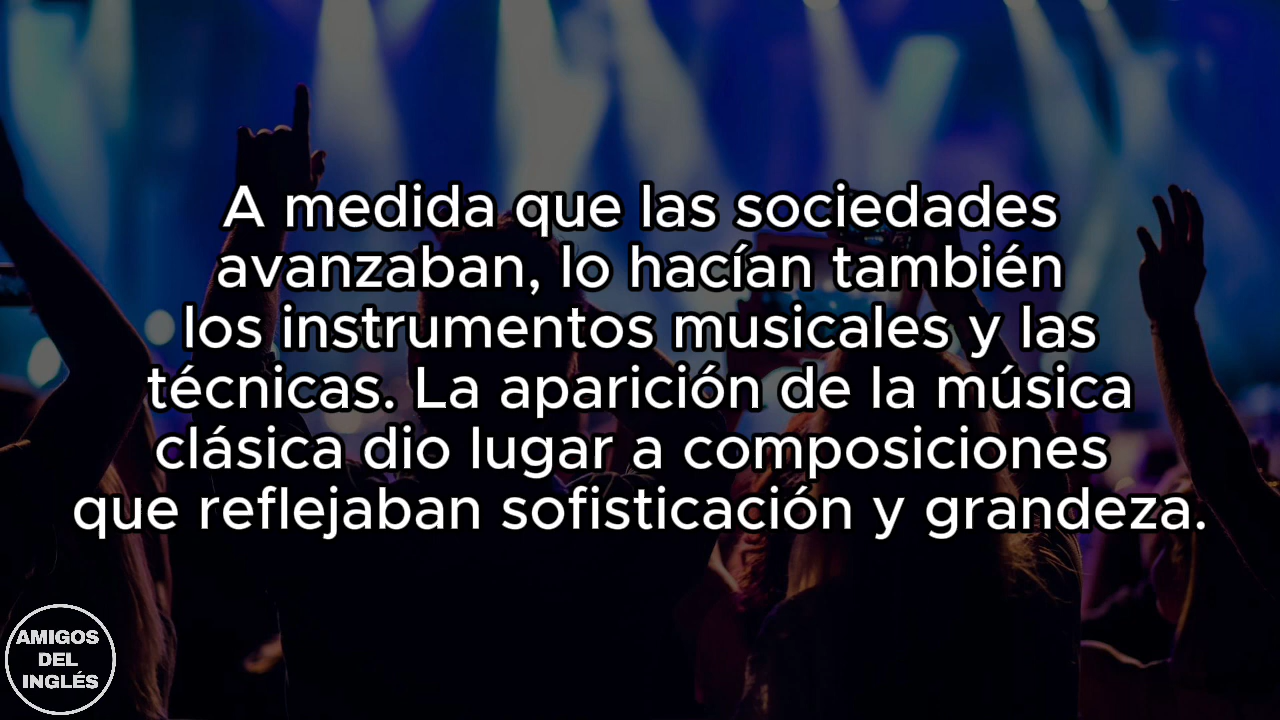 A medida que las sociedades
avanzaban, lo hacían también
los instrumentos musicales y las
técnicas. La aparición de la música
clásica dio lugar a composiciones
que reflejaban sofisticación y grandeza.
AMIGOS
DEL
INGLÉS